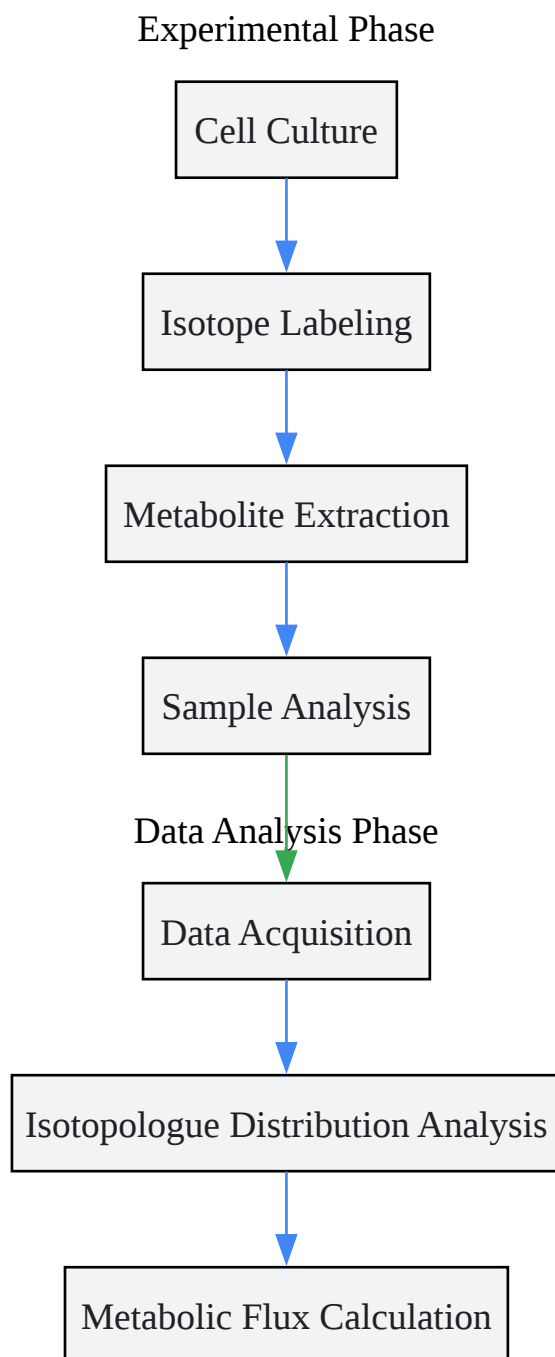 Experimental Phase
Cell Culture
Isotope Labeling
Metabolite Extraction
Sample Analysis
Data Analysis Phase
Data Acquisition
Isotopologue Distribution Analysis
Metabolic Flux Calculation